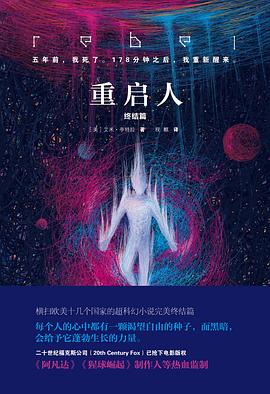 rebel
五年前，我死了。178分钟之后，我重新醒来。
重启人
终结篇
[美] 艾米·亭特拉 著 祝顺 译
横扫欧美十几个国家的超科幻小说完美终结篇
每个人的心中都有一颗渴望自由的种子，而黑暗，
会给予它蓬勃生长的力量。
二十世纪福克斯公司（20th Century Fox）已抢下电影版权
《阿凡达》《猩球崛起》制作人等热血监制